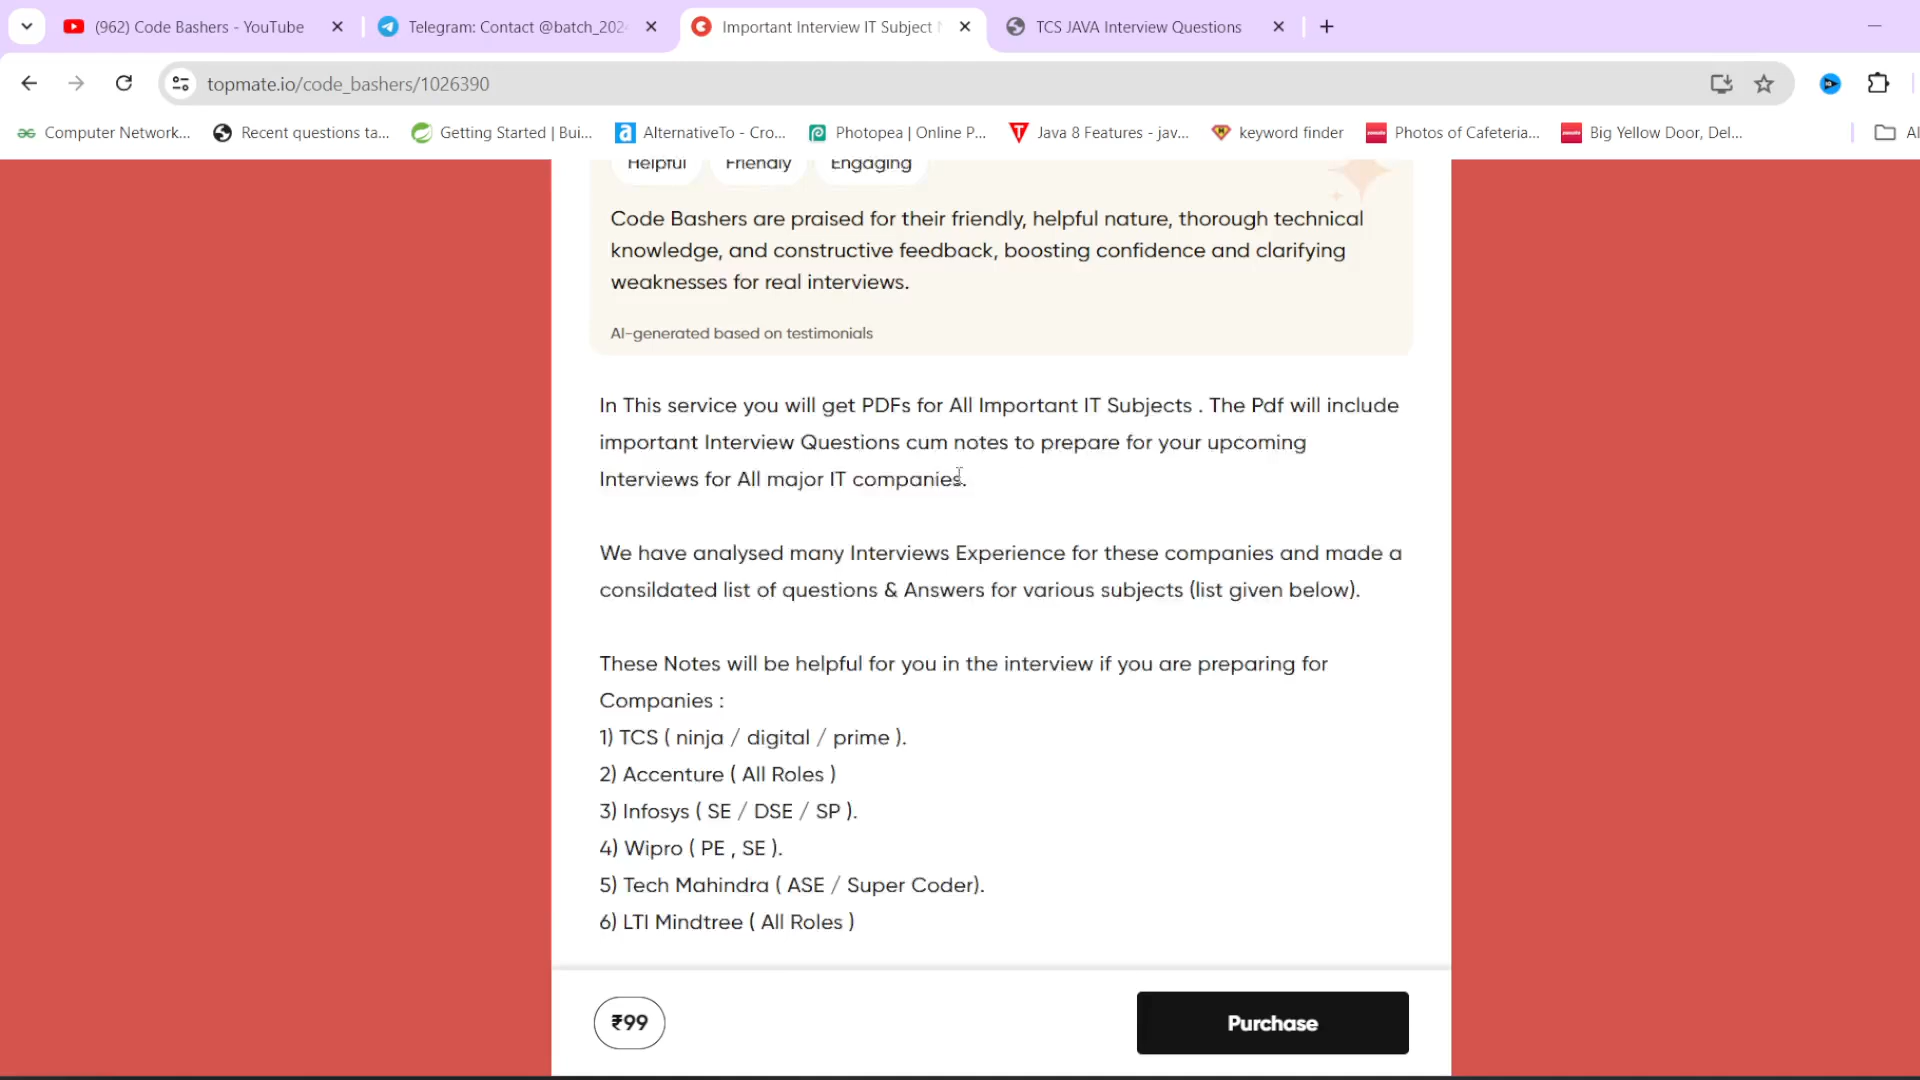 (962) Code Bashers - YouTube
Telegram: Contact @batch_202
Important Interview IT Subject
TCS JAVA Interview Questions
topmate.io/code_bashers/1026390
Computer Network...
Recent questions ta...
Getting Started | Bui...
AlternativeTo - Cro...
Photopea | Online P...
Java 8 Features - jav...
keyword finder
Photos of Cafeteria...
Big Yellow Door, Del...
Helpful
Friendly
Engaging
Code Bashers are praised for their friendly, helpful nature, thorough technical
knowledge, and constructive feedback, boosting confidence and clarifying
weaknesses for real interviews.
AI-generated based on testimonials
In This service you will get PDFs for All Important IT Subjects . The Pdf will include
important Interview Questions cum notes to prepare for your upcoming
Interviews for All major IT companies.
We have analysed many Interviews Experience for these companies and made a
consildated list of questions & Answers for various subjects (list given below).
These Notes will be helpful for you in the interview if you are preparing for
Companies :
1) TCS ( ninja / digital / prime ).
2) Accenture ( All Roles )
3) Infosys ( SE / DSE / SP ).
4) Wipro ( PE , SE ).
5) Tech Mahindra ( ASE / Super Coder).
6) LTI Mindtree ( All Roles )
₹99
Purchase